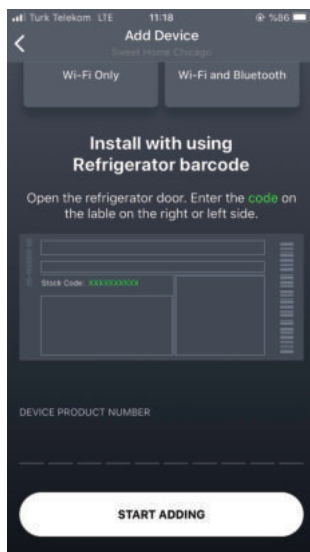 Turk Telekom LTE 11:18 %86
Add Device
Sweet Home Chicago
Wi-Fi Only
Wi-Fi and Bluetooth
Install with using
Refrigerator barcode
Open the refrigerator door. Enter the code on
the lable on the right or left side.
Stock Code: XXXXXXXXXX
DEVICE PRODUCT NUMBER
START ADDING